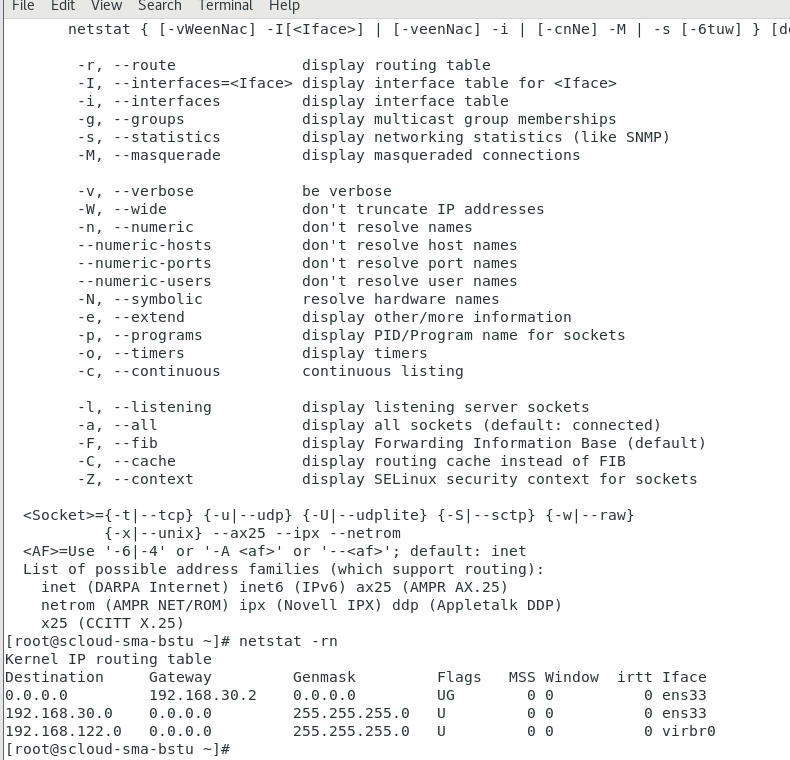 File Edit View Search Terminal Help
netstat { [-vWeenNac] -I[<Iface>] | [-veenNac] -i | [-cnNe] -M | -s [-6tuw] }
-r, --route display routing table
-I, --interfaces=<Iface> display interface table for <Iface>
-i, --interfaces display interface table
-g, --groups display multicast group memberships
-s, --statistics display networking statistics (like SNMP)
-M, --masquerade display masqueraded connections
-v, --verbose be verbose
-W, --wide don't truncate IP addresses
-n, --numeric don't resolve names
--numeric-hosts don't resolve host names
--numeric-ports don't resolve port names
--numeric-users don't resolve user names
-N, --symbolic resolve hardware names
-e, --extend display other/more information
-p, --programs display PID/Program name for sockets
-o, --timers display timers
-c, --continuous continuous listing
-l, --listening display listening server sockets
-a, --all display all sockets (default: connected)
-F, --fib display Forwarding Information Base (default)
-C, --cache display routing cache instead of FIB
-Z, --context display SELinux security context for sockets
<Socket>={-t|--tcp} {-u|--udp} {-U|--udplite} {-S|--sctp} {-w|--raw}
{-x|--unix} --ax25 --ipx --netrom
<AF>=Use '-6|-4' or '-A <af>' or '--<af>'; default: inet
List of possible address families (which support routing):
inet (DARPA Internet) inet6 (IPv6) ax25 (AMPR AX.25)
netrom (AMPR NET/ROM) ipx (Novell IPX) ddp (Appletalk DDP)
x25 (CCITT X.25)
[root@scloud-sma-bstu ~]# netstat -rn
Kernel IP routing table
Destination Gateway Genmask Flags MSS Window irtt Iface
0.0.0.0 192.168.30.2 0.0.0.0 UG 0 0 0 ens33
192.168.30.0 0.0.0.0 255.255.255.0 U 0 0 0 ens33
192.168.122.0 0.0.0.0 255.255.255.0 U 0 0 0 virbr0
[root@scloud-sma-bstu ~]#